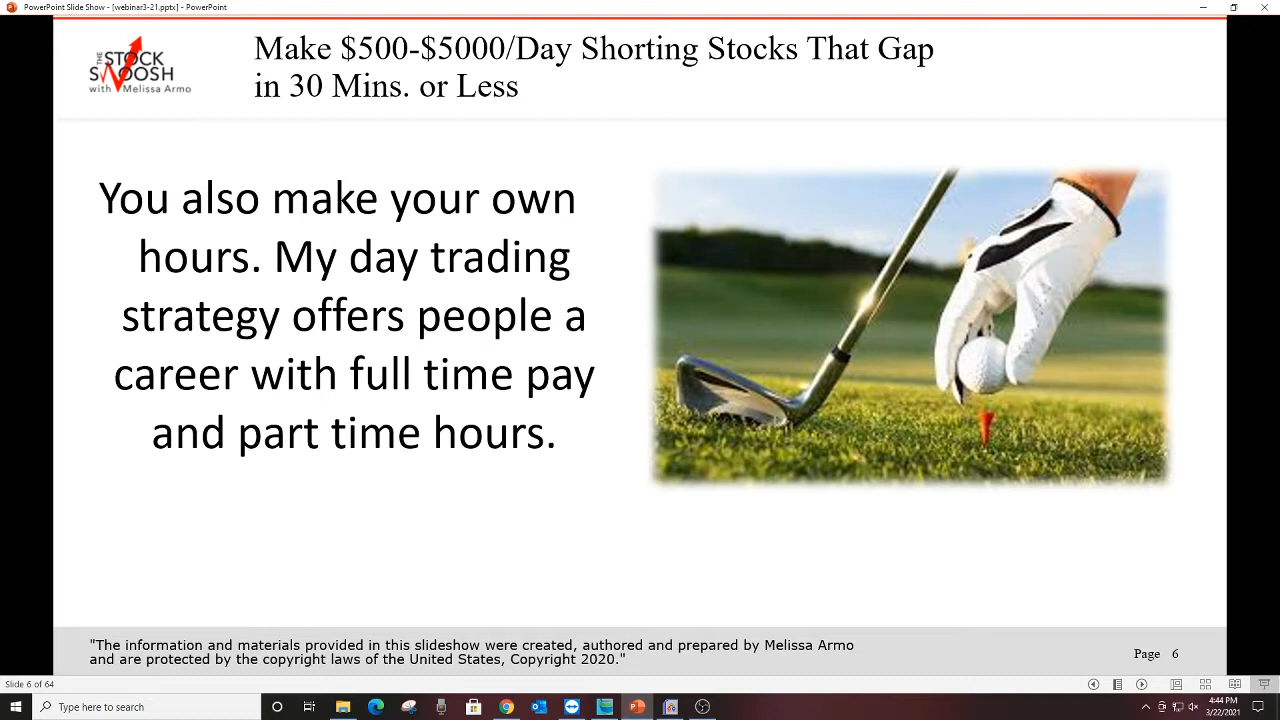 PowerPoint Slide Show - [webinar3-21.pptx] - PowerPoint
THE STOCK
SWOOSH
with Melissa Armo
Make $500-$5000/Day Shorting Stocks That Gap
in 30 Mins. or Less
You also make your own
hours. My day trading
strategy offers people a
career with full time pay
and part time hours.
"The information and materials provided in this slideshow were created, authored and prepared by Melissa Armo
and are protected by the copyright laws of the United States, Copyright 2020."
Page 6
Slide 6 of 64
Type here to search
4:44 PM
3/22/2021